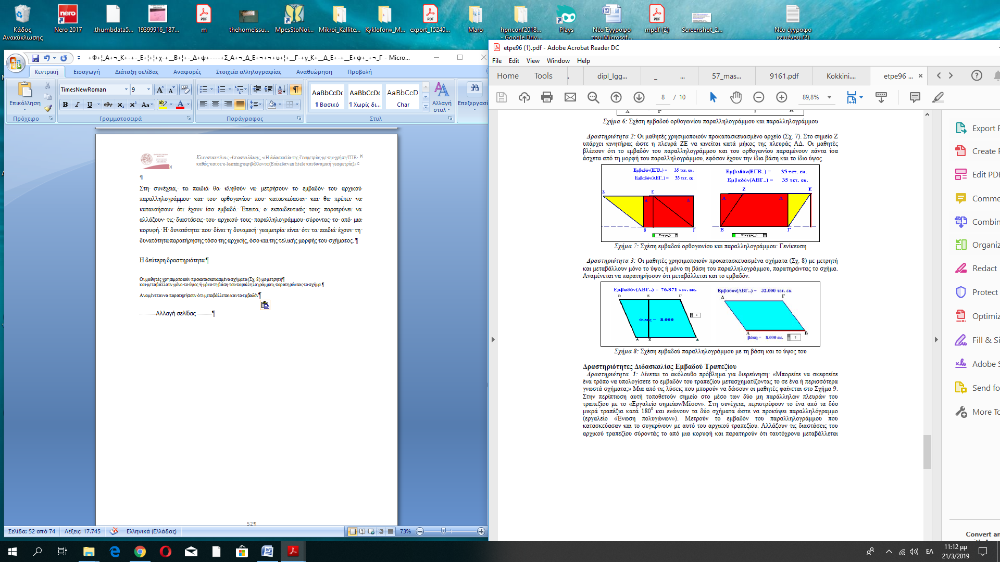 Κάδος Ανακύκλωσης
Nero 2017
.thumbdata5...
19399916_187...
m
thehomeissu...
MpesStoNoi...
Mikroi_Kallite...
Kykloforw_M...
export_15240...
Maro
hpnconf2018... - Google Driv...
Plays
Νέο Έγγραφο του Microsof...
mpdf (2)
Screenshot_2...
Νέο έγγραφο κειμένου (2)
Κεντρική
Εισαγωγή
Διάταξη σελίδας
Αναφορές
Στοιχεία αλληλογραφίας
Αναθεώρηση
Προβολή
Επικόλληση
TimesNewRoman
9
AaBbCcDc
AaBbCcDc
AaBbCcD
¶ Βασικό
¶ Χωρίς δι...
Char
Αλλαγή στυλ
Επεξεργασί
Πρόχειρο
Γραμματοσειρά
Παράγραφος
Στυλ
Κωνσταντίνος Αποστολάκης, «Η διδασκαλία της Γεωμετρίας με την χρήση ΤΠΕ
καθώς και σε e-learning περιβάλλοντα (Επίπεδα van hiele και δυναμική γεωμετρία)»
Στη συνέχεια, τα παιδιά θα κληθούν να μετρήσουν το εμβαδόν του αρχικού
παραλληλογράμμου και του ορθογωνίου που κατασκεύασαν και θα πρέπει να
κατανοήσουν ότι έχουν ίσο εμβαδό. Έπειτα, ο εκπαιδευτικός τους παροτρύνει να
αλλάξουν τις διαστάσεις του αρχικού τους παραλληλογράμμου σύροντας το από μια
κορυφή. Η δυνατότητα που δίνει η δυναμική γεωμετρία είναι ότι τα παιδιά έχουν τη
δυνατότητα παρατήρησης τόσο της αρχικής, όσο και της τελικής μορφής του σχήματος. ¶
Η δεύτερη δραστηριότητα ¶
Οι μαθητές χρησιμοποιούν προκατασκευασμένα σχήματα (Σχ. 8) με μετρητή¶
και μεταβάλλουν μόνο το ύψος ή μόνο τη βάση του παραλληλογράμμου, παρατηρώντας το σχήμα.¶
Αναμένεται να παρατηρήσουν ότι μεταβάλλεται και το εμβαδόν¶
Αλλαγή σελίδας ¶
52¶
Σελίδα: 52 από 74
Λέξεις: 17.745
Ελληνικά (Ελλάδας)
73%
etpe96 (1).pdf - Adobe Acrobat Reader DC
File Edit View Window Help
Home
Tools
dipl_Igg...
_ ...
57_mas...
9161.pdf
Kokkini....
etpe96 ...
8 / 10
89,8%
Σχήμα 6: Σχέση εμβαδού ορθογωνίου παραλληλογράμμου και παραλληλογράμμου
Δραστηριότητα 2: Οι μαθητές χρησιμοποιούν προκατασκευασμένο αρχείο (Σχ. 7). Στο σημείο Ζ
υπάρχει κινητήρας ώστε η πλευρά ΖΕ να κινείται κατά μήκος της πλευράς ΑΔ. Οι μαθητές
βλέπουν ότι το εμβαδόν του παραλληλογράμμου και του ορθογωνίου παραμένουν πάντα ίσα
άσχετα από τη μορφή του παραλληλογράμμου, εφόσον έχουν την ίδια βάση και το ίδιο ύψος.
Εμβαδόν(ΕΓΒ..) = 35 τετ. εκ.
Εμβαδόν(ΑΒΓ..) = 35 τετ. εκ.
Z E
A Δ
B Γ
Εμβαδόν(ΕΓΒ..) = 35 τετ. εκ.
Εμβαδόν(ΑΒΓ..) = 35 τετ. εκ.
Z E
A Δ
B Γ
Σχήμα 7: Σχέση εμβαδού ορθογωνίου και παραλληλογράμμου: Γενίκευση
Δραστηριότητα 3: Οι μαθητές χρησιμοποιούν προκατασκευασμένα σχήματα (Σχ. 8) με μετρητή
και μεταβάλλουν μόνο το ύψος ή μόνο τη βάση του παραλληλογράμμου, παρατηρώντας το σχήμα.
Αναμένεται να παρατηρήσουν ότι μεταβάλλεται και το εμβαδόν.
Εμβαδόν(ΑΒΓ..) = 76.871 τετ. εκ.
B Z Γ
ύψος = 8.000
A E Δ
Εμβαδόν(ΑΒΓ..) = 32.000 τετ. εκ.
Δ Γ
A B
βάση = 8.000 εκ.
8
Σχήμα 8: Σχέση εμβαδού παραλληλογράμμου με τη βάση και το ύψος του
Δραστηριότητες Διδασκαλίας Εμβαδού Τραπεζίου
Δραστηριότητα 1: Δίνεται το ακόλουθο πρόβλημα για διερεύνηση: «Μπορείτε να σκεφτείτε
ένα τρόπο να υπολογίσετε το εμβαδόν του τραπεζίου μετασχηματίζοντας το σε ένα ή περισσότερα
γνωστά σχήματα;» Μια από τις λύσεις που μπορούν να δώσουν οι μαθητές φαίνεται στο Σχήμα 9.
Στην περίπτωση αυτή τοποθετούν σημείο στο μέσο των δύο μη παράλληλων πλευρών του
τραπεζίου με το «Εργαλείο σημείων/Μέσον». Στη συνέχεια, περιστρέφουν το ένα από τα δύο
μικρά τραπέζια κατά 180⁰ και ενώνουν τα δύο σχήματα ώστε να προκύψει παραλληλόγραμμο
(εργαλείο «Ένωση πολυγώνων»). Μετρούν το εμβαδόν του παραλληλογράμμου που
κατασκεύασαν και το συγκρίνουν με αυτό του αρχικού τραπεζίου. Αλλάζουν τις διαστάσεις του
αρχικού τραπεζίου σύροντάς το από μια κορυφή και παρατηρούν ότι ταυτόχρονα μεταβάλλεται
Export P
Create P
Edit PDF
Comme
Combin
Organiz
Redact
Protect
Optimiz
Fill & Si
Adobe S
Send fo
More To
Convert an
ΕΛ
11:12 μμ
21/3/2019